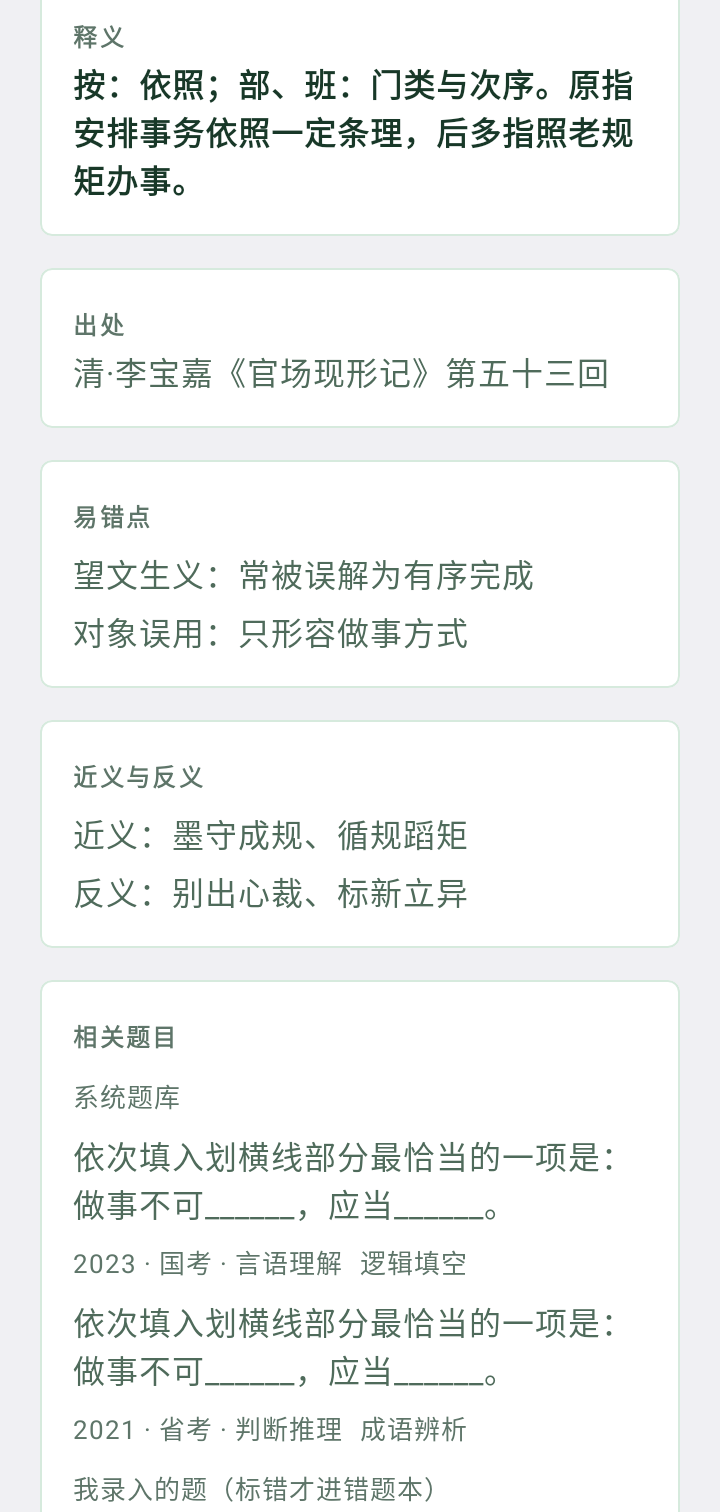 释义
按：依照；部、班：门类与次序。原指
安排事务依照一定条理，后多指照老规
矩办事。
出处
清·李宝嘉《官场现形记》第五十三回
易错点
望文生义：常被误解为有序完成
对象误用：只形容做事方式
近义与反义
近义：墨守成规、循规蹈矩
反义：别出心裁、标新立异
相关题目
系统题库
依次填入划横线部分最恰当的一项是：
做事不可______，应当______。
2023 · 国考 · 言语理解 逻辑填空
依次填入划横线部分最恰当的一项是：
做事不可______，应当______。
2021 · 省考 · 判断推理 成语辨析
我录入的题（标错才进错题本）